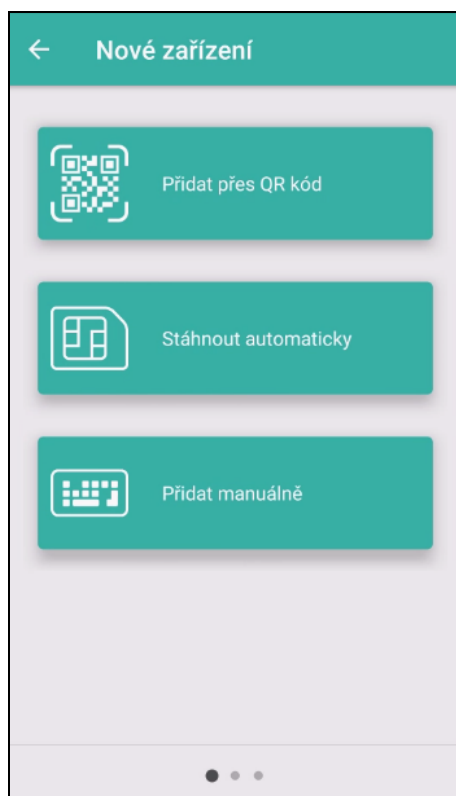 Nové zařízení
Přidat přes QR kód
Stáhnout automaticky
Přidat manuálně